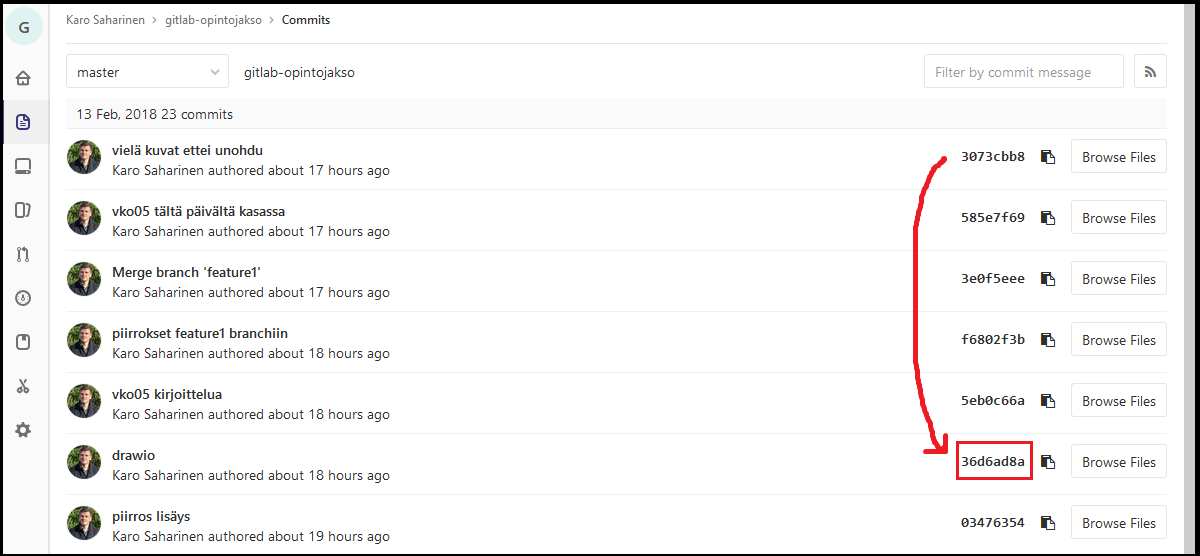 G
Karo Saharinen > gitlab-opintojakso > Commits
master
gitlab-opintojakso
Filter by commit message
13 Feb, 2018 23 commits
vielä kuvat ettei unohdu
Karo Saharinen authored about 17 hours ago
3073cbb8
Browse Files
vko05 tältä päivältä kasassa
Karo Saharinen authored about 17 hours ago
585e7f69
Browse Files
Merge branch 'feature1'
Karo Saharinen authored about 17 hours ago
3e0f5eee
Browse Files
piirrokset feature1 branchiin
Karo Saharinen authored about 18 hours ago
f6802f3b
Browse Files
vko05 kirjoittelua
Karo Saharinen authored about 18 hours ago
5eb0c66a
Browse Files
drawio
Karo Saharinen authored about 18 hours ago
36d6ad8a
Browse Files
piirros lisäys
Karo Saharinen authored about 19 hours ago
03476354
Browse Files